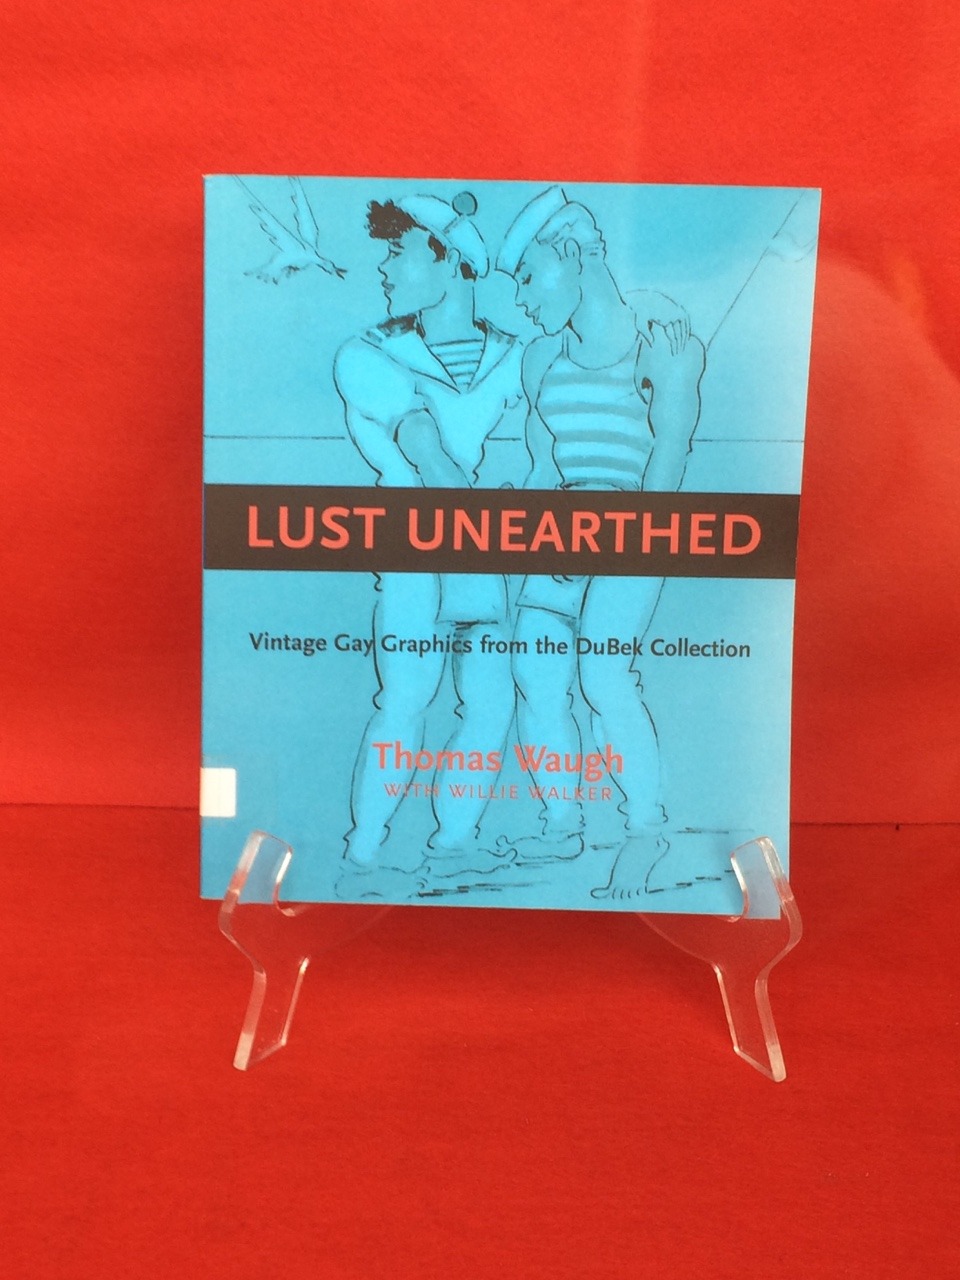 LUST UNEARTHED
Vintage Gay Graphics from the DuBek Collection
Thomas Waugh
WITH WILLIE WALKER